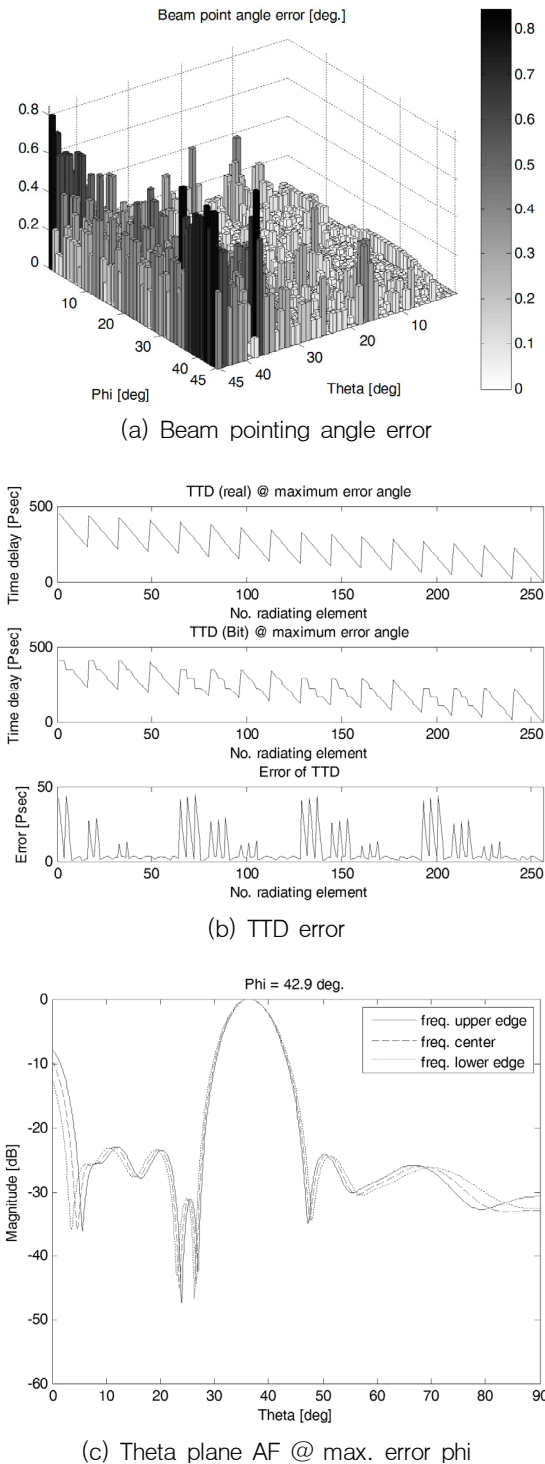 Beam point angle error [deg.]
0.8
0.6
0.4
0.2
0
10
20
30
40
45
Phi [deg]
45
40
30
20
10
Theta [deg]
0.8
0.7
0.6
0.5
0.4
0.3
0.2
0.1
0
(a) Beam pointing angle error
TTD (real) @ maximum error angle
Time delay [Psec]
500
0
0 50 100 150 200 250
No. radiating element
TTD (Bit) @ maximum error angle
Time delay [Psec]
500
0
0 50 100 150 200 250
No. radiating element
Error of TTD
Error [Psec]
50
0
0 50 100 150 200 250
No. radiating element
(b) TTD error
Phi = 42.9 deg.
freq. upper edge
freq. center
freq. lower edge
Magnitude [dB]
0
-10
-20
-30
-40
-50
-60
0 10 20 30 40 50 60 70 80 90
Theta [deg]
(c) Theta plane AF @ max. error phi